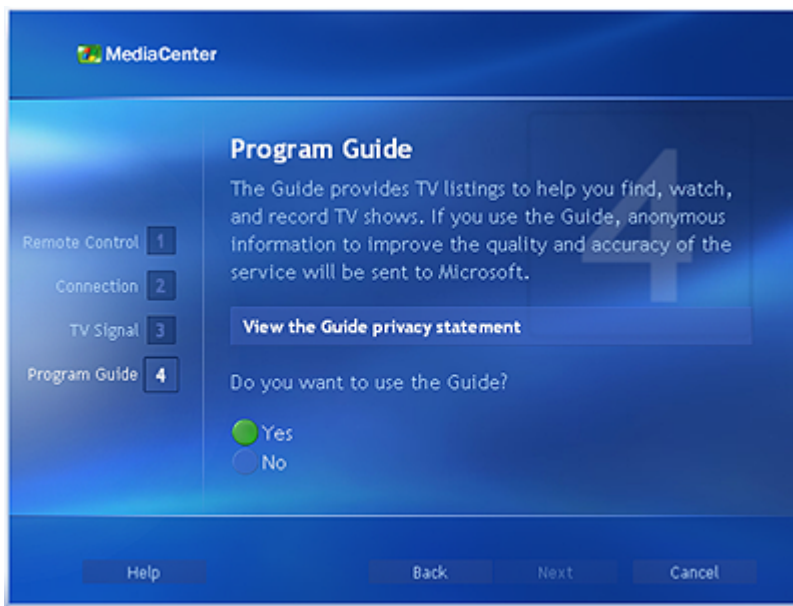 MediaCenter
Remote Control 1
Connection 2
TV Signal 3
Program Guide 4
4
Program Guide
The Guide provides TV listings to help you find, watch,
and record TV shows. If you use the Guide, anonymous
information to improve the quality and accuracy of the
service will be sent to Microsoft.
View the Guide privacy statement
Do you want to use the Guide?
Yes
No
Help
Back
Next
Cancel